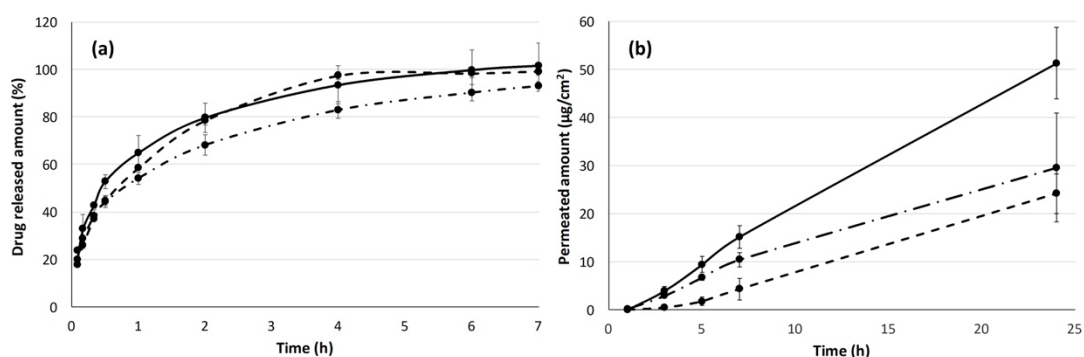 (a)
Drug released amount (%)
120
100
80
60
40
20
0
0 1 2 3 4 5 6 7
Time (h)
(b)
Permeated amount (µg/cm²)
60
50
40
30
20
10
0
0 5 10 15 20 25
Time (h)